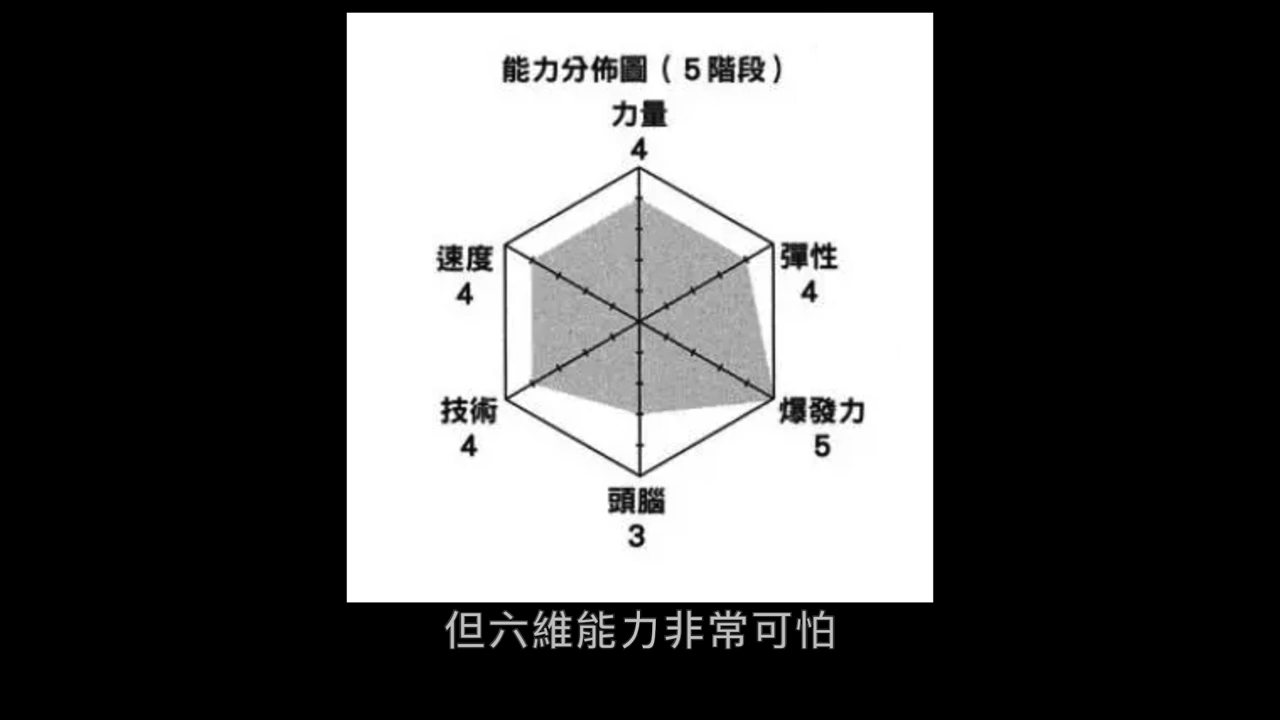 能力分佈圖（5階段）
力量
4
速度
4
彈性
4
技術
4
爆發力
5
頭腦
3
但六維能力非常可怕